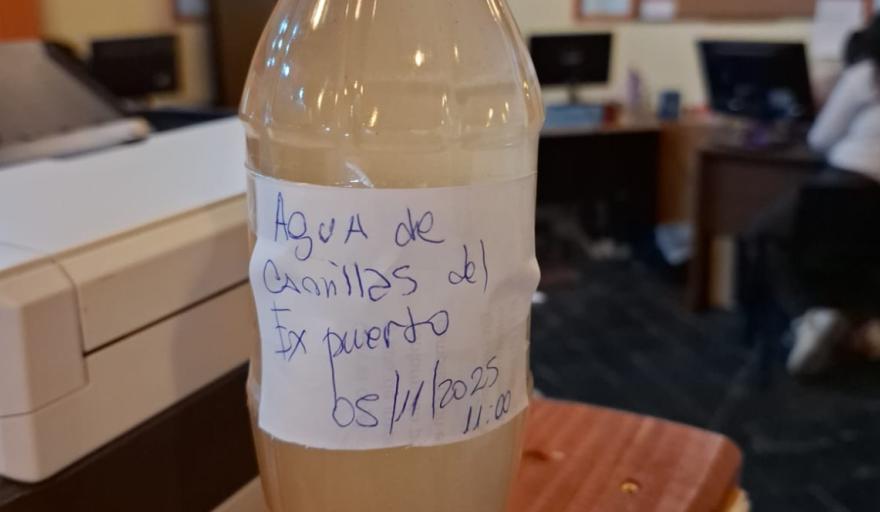 Agua de
Canillas del
Ex puerto
05/11/2025
11:00